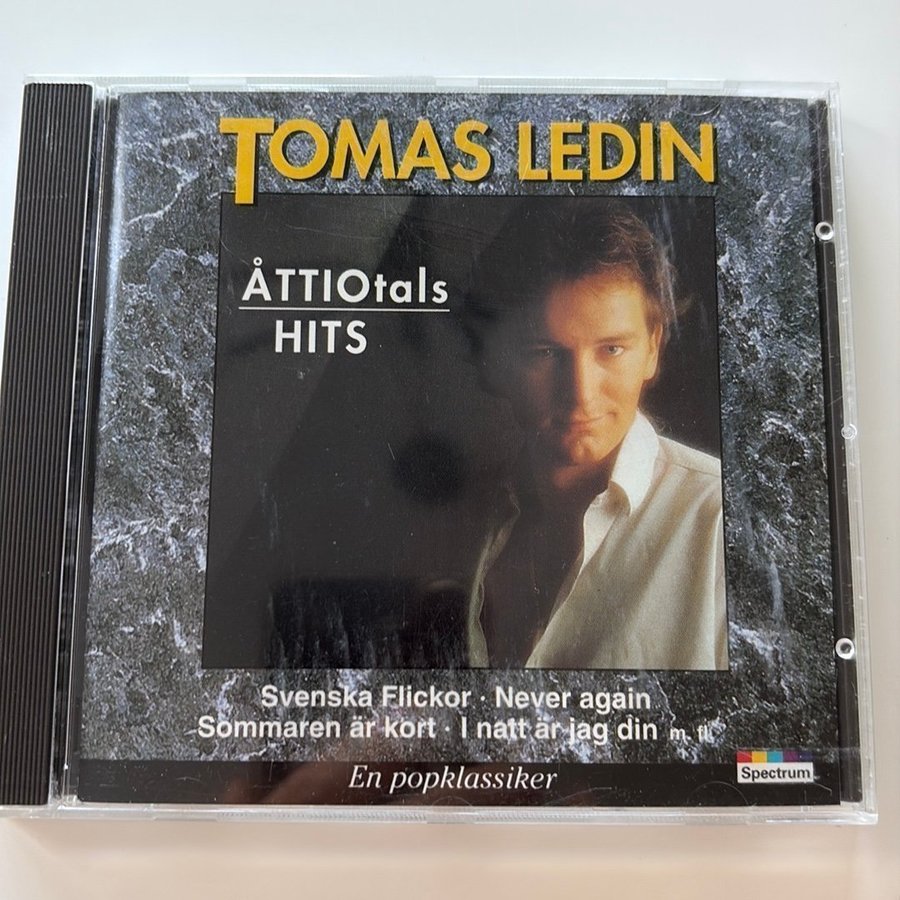 TOMAS LEDIN
ÅTTIOtals
HITS
Svenska Flickor · Never again
Sommaren är kort · I natt är jag din m. fl.
En popklassiker
Spectrum